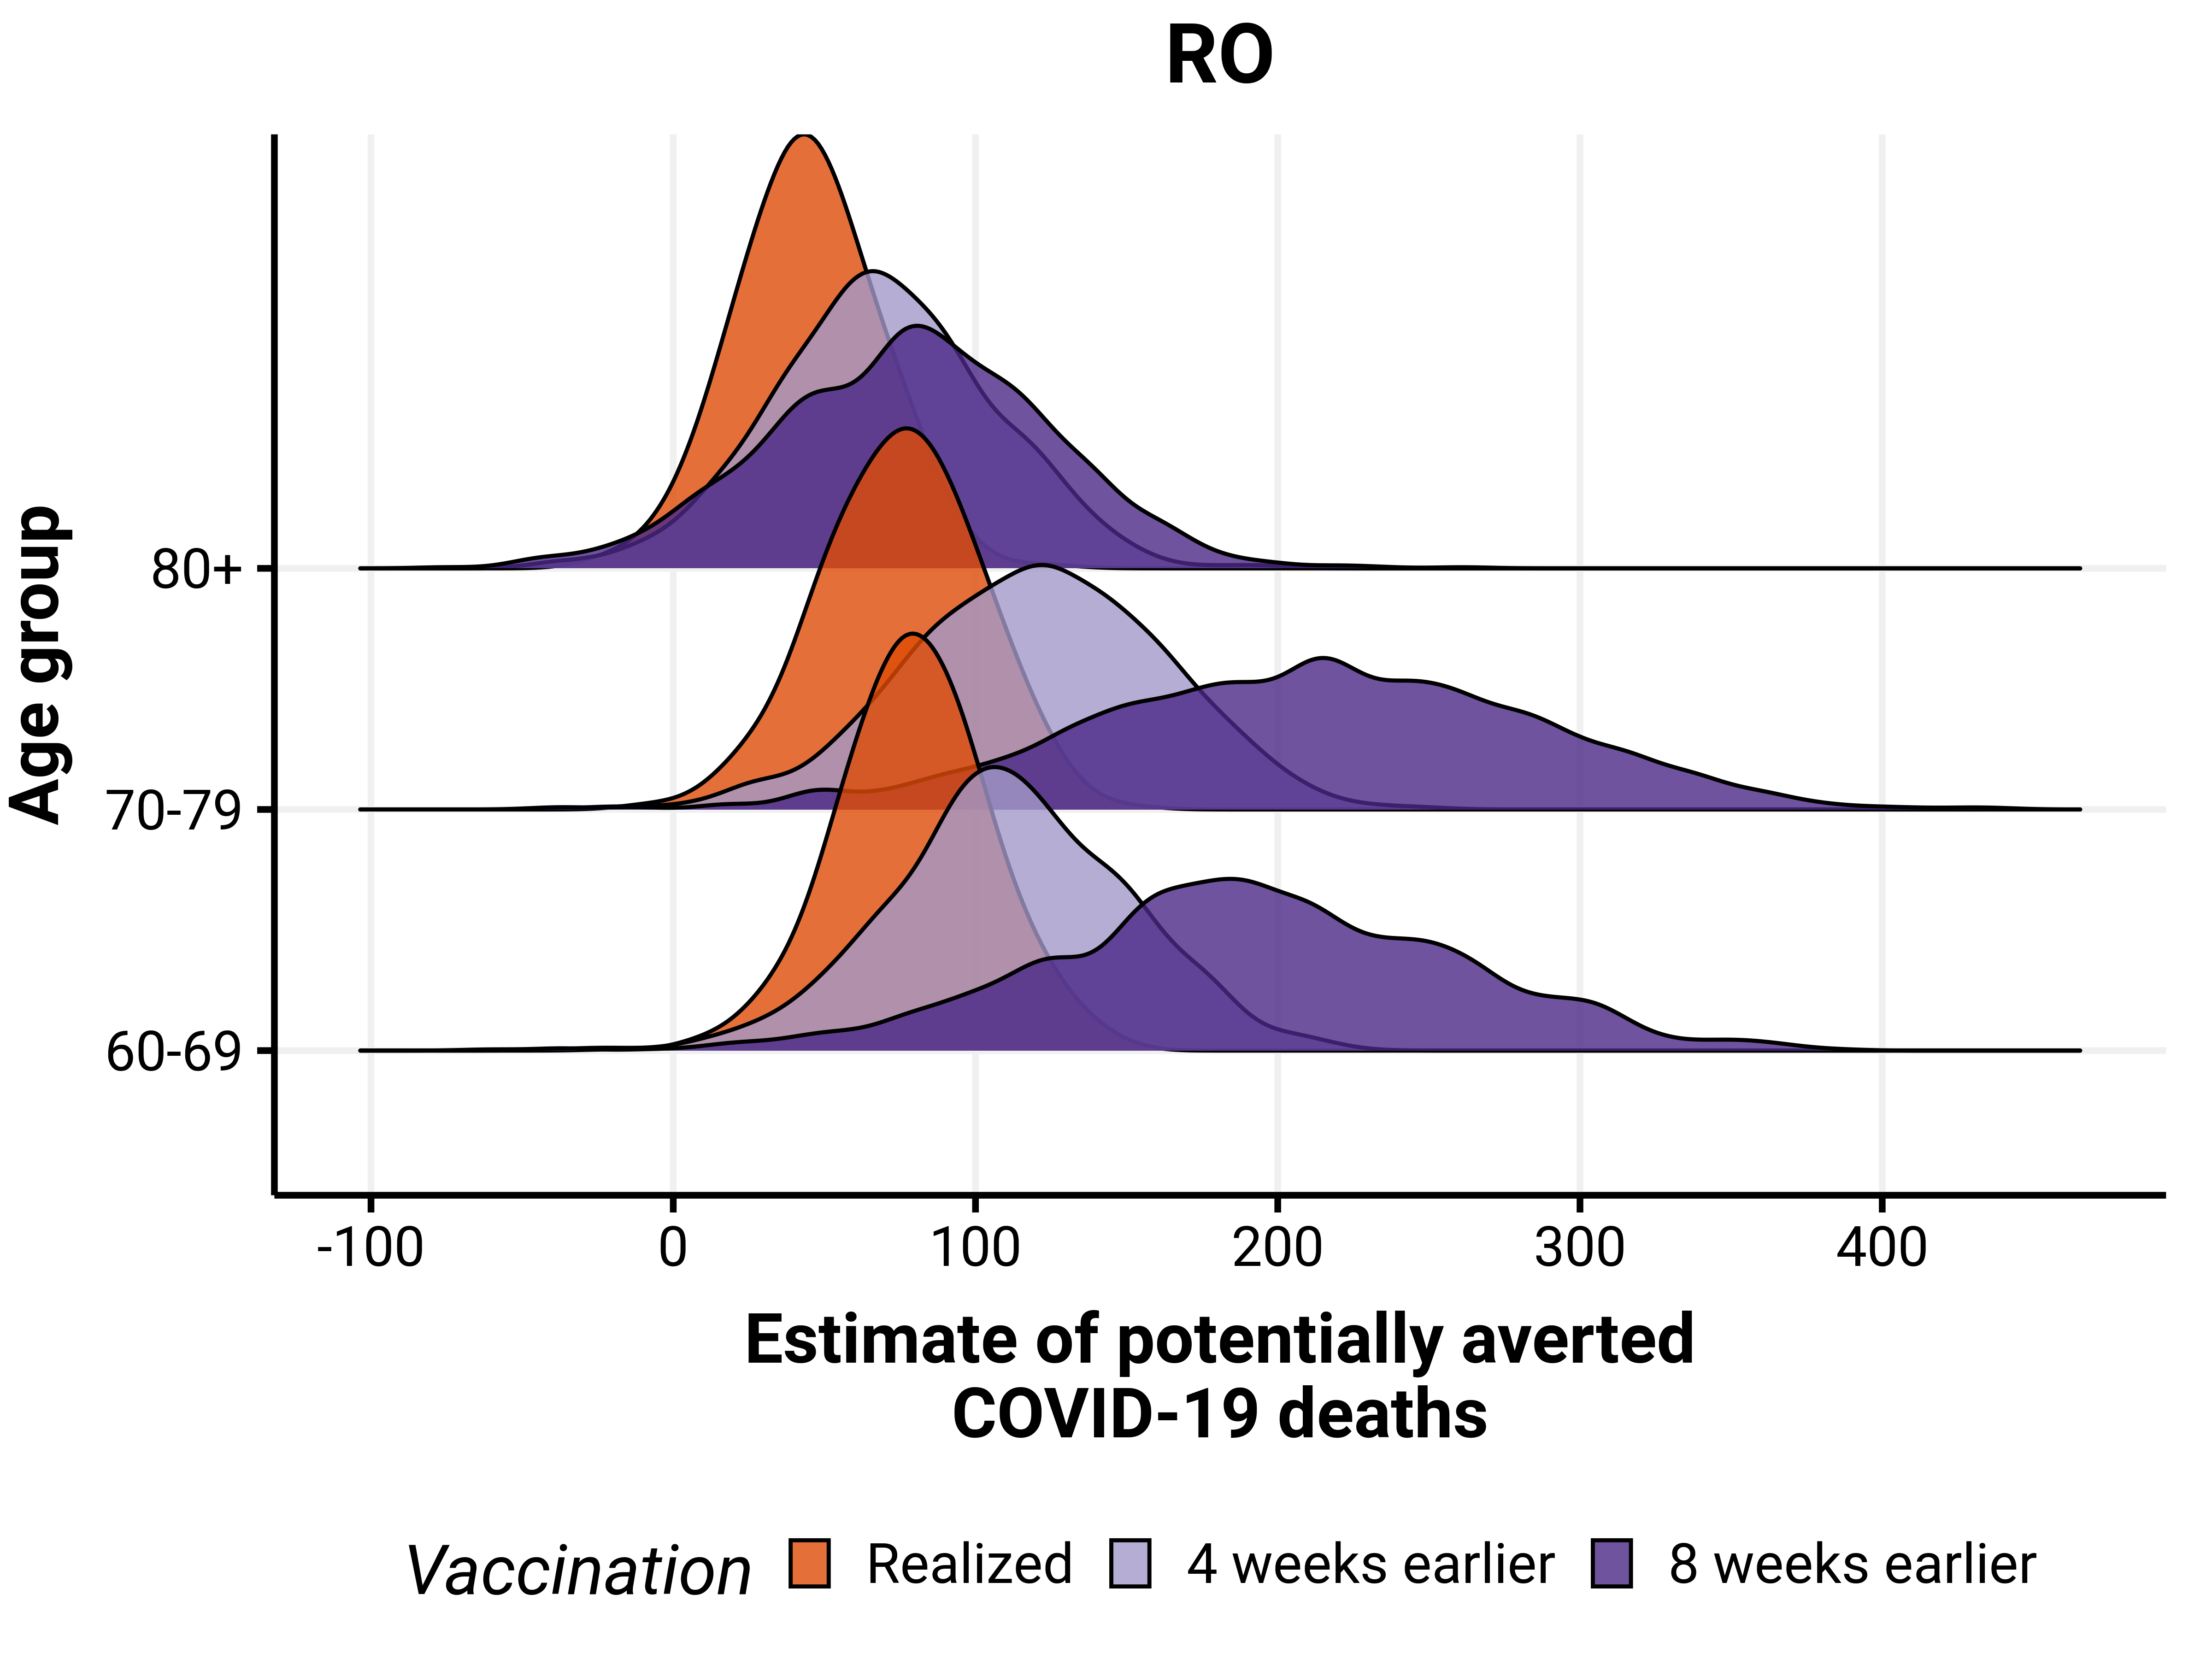 RO
Age group
80+
70-79
60-69
-100 0 100 200 300 400
Estimate of potentially averted
COVID-19 deaths
Vaccination Realized 4 weeks earlier 8 weeks earlier